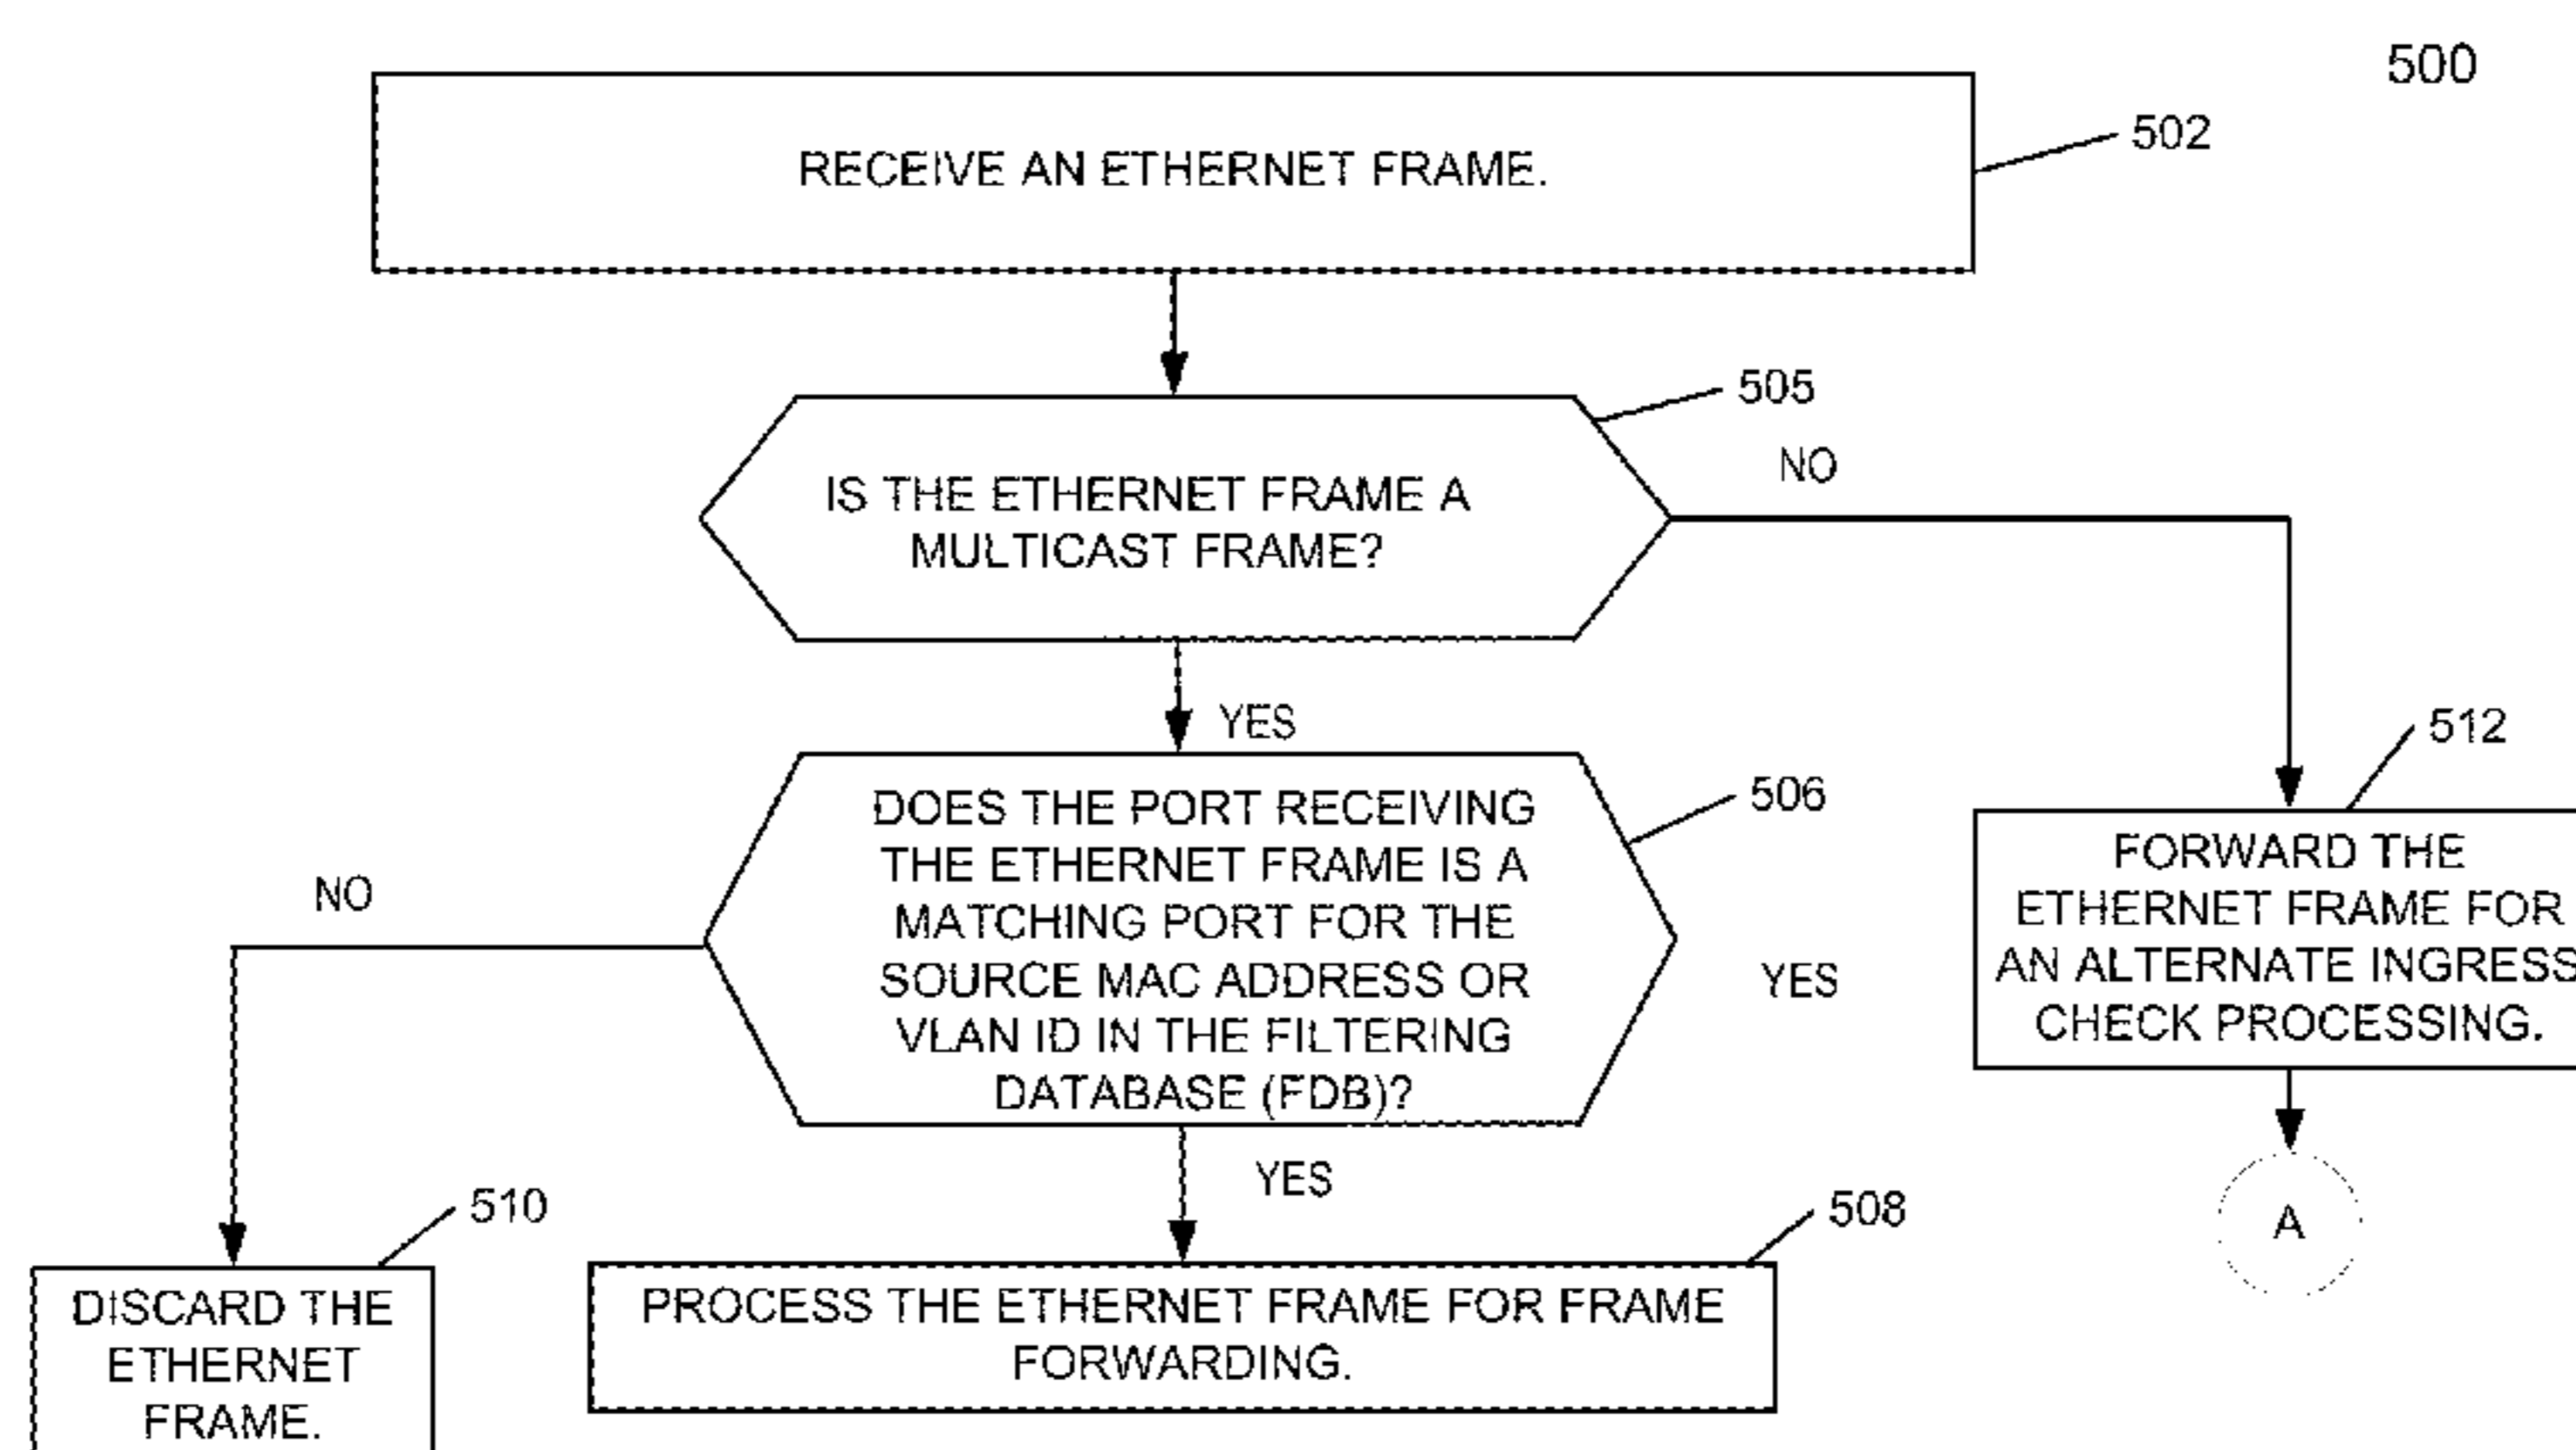 500
502
RECEIVE AN ETHERNET FRAME.
505
NO
IS THE ETHERNET FRAME A
MULTICAST FRAME?
YES
512
506
DOES THE PORT RECEIVING
THE ETHERNET FRAME IS A
MATCHING PORT FOR THE
SOURCE MAC ADDRESS OR
VLAN ID IN THE FILTERING
DATABASE (FDB)?
NO
YES
FORWARD THE
ETHERNET FRAME FOR
AN ALTERNATE INGRESS
CHECK PROCESSING.
YES
510
508
A
DISCARD THE
ETHERNET
FRAME.
PROCESS THE ETHERNET FRAME FOR FRAME
FORWARDING.